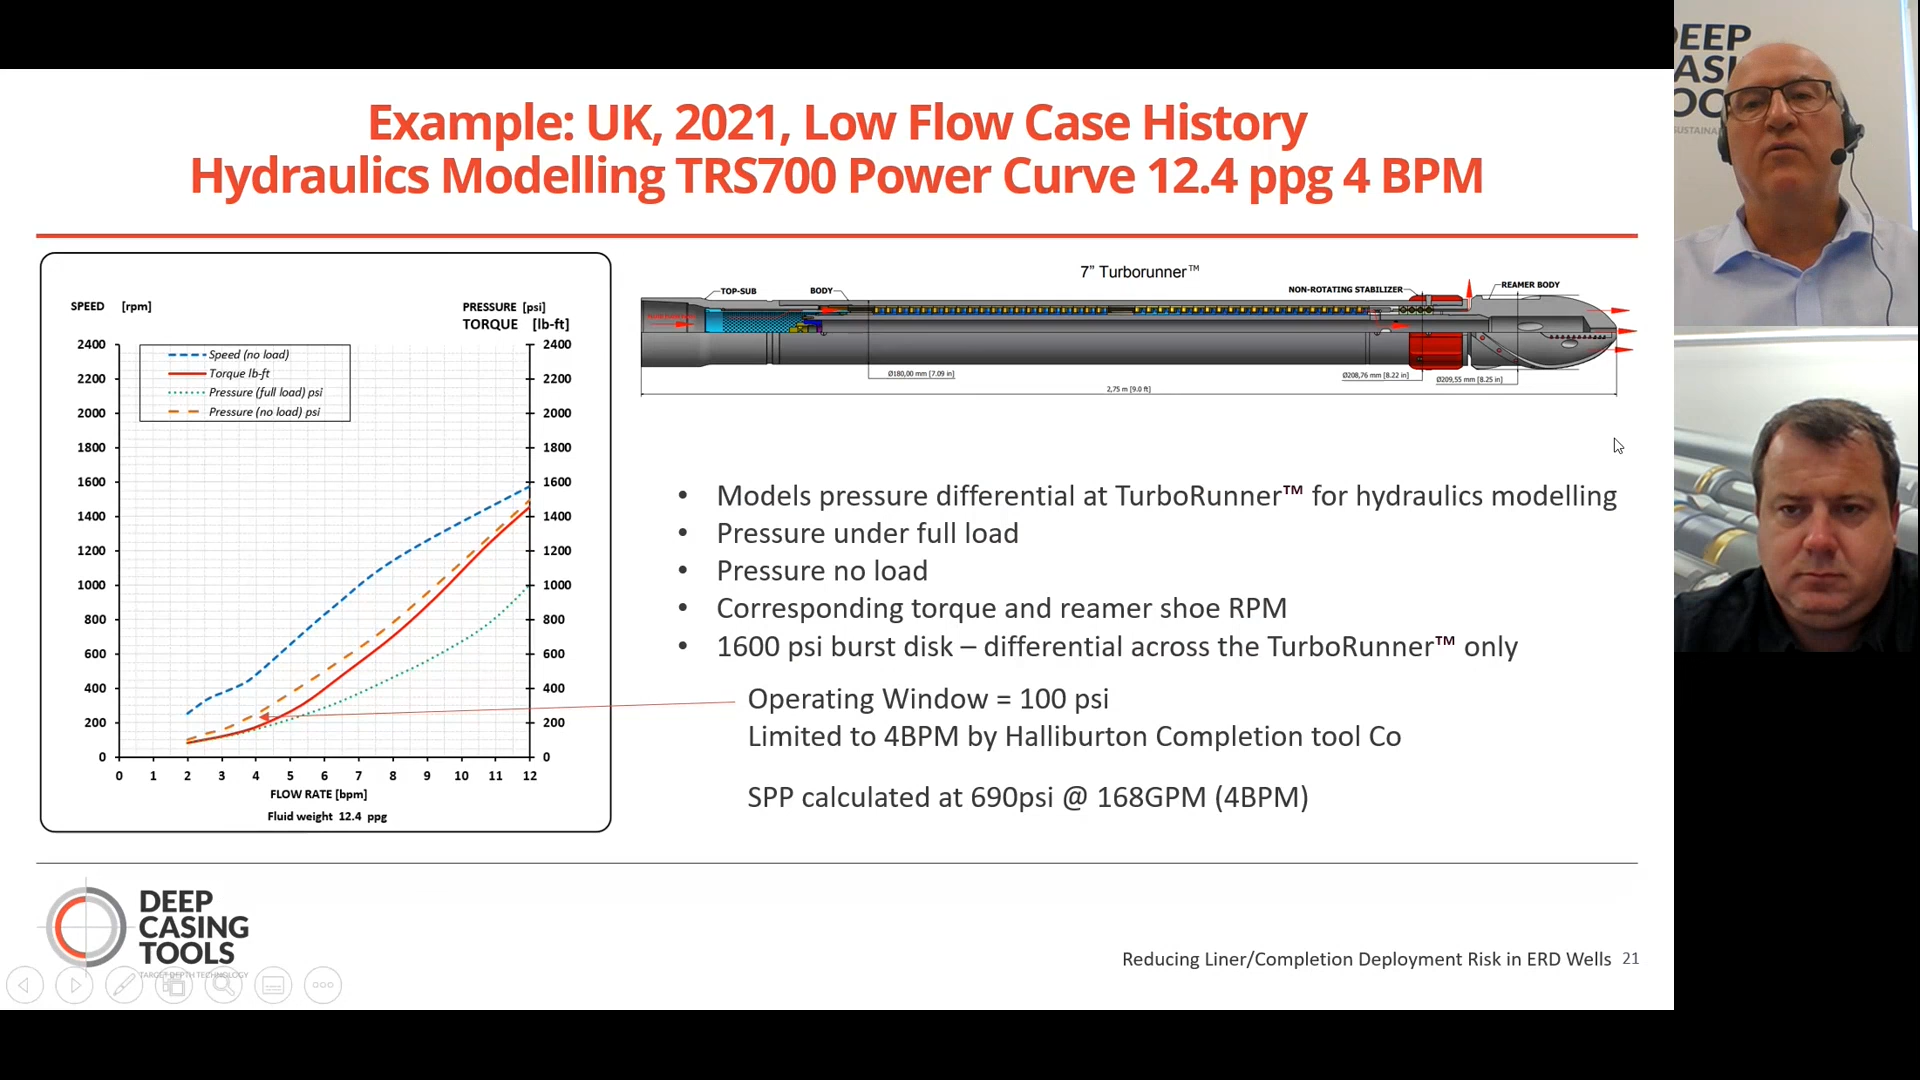 Example: UK, 2021, Low Flow Case History
Hydraulics Modelling TRS700 Power Curve 12.4 ppg 4 BPM
SPEED [rpm]
PRESSURE [psi]
TORQUE [lb-ft]
2400
2200
2000
1800
1600
1400
1200
1000
800
600
400
200
0
Speed (no load)
Torque lb-ft
Pressure (full load) psi
Pressure (no load) psi
2400
2200
2000
1800
1600
1400
1200
1000
800
600
400
200
0
0 1 2 3 4 5 6 7 8 9 10 11 12
FLOW RATE [bpm]
Fluid weight 12.4 ppg
7” Turborunner™
TOP-SUB
BODY
NON-ROTATING STABILIZER
REAMER BODY
Ø180,00 mm [7.09 in]
Ø208,76 mm [8.22 in]
Ø209,55 mm [8.25 in]
2,75 m [9.0 ft]
• Models pressure differential at TurboRunner™ for hydraulics modelling
• Pressure under full load
• Pressure no load
• Corresponding torque and reamer shoe RPM
• 1600 psi burst disk – differential across the TurboRunner™ only
Operating Window = 100 psi
Limited to 4BPM by Halliburton Completion tool Co
SPP calculated at 690psi @ 168GPM (4BPM)
DEEP
CASING
TOOLS
TARGET DEPTH TECHNOLOGY
Reducing Liner/Completion Deployment Risk in ERD Wells 21
DEEP